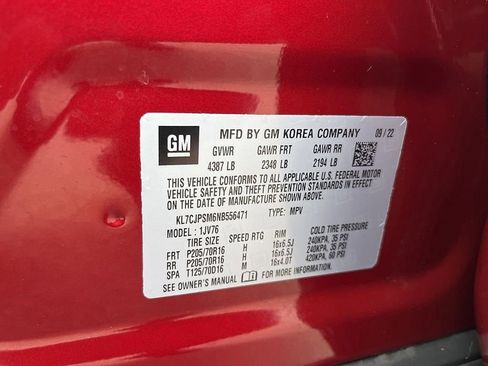 GM
MFD BY GM KOREA COMPANY 09/22
GVWR GAWR FRT GAWR RR
4387 LB 2348 LB 2194 LB
THIS VEHICLE CONFORMS TO ALL APPLICABLE U.S. FEDERAL MOTOR
VEHICLE SAFETY AND THEFT PREVENTION STANDARDS IN EFFECT
ON THE DATE OF MANUFACTURE SHOWN ABOVE.
KL7CJPSM6NB556471 TYPE: MPV
MODEL: 1JV76
TIRE SIZE SPEED RTG RIM COLD TIRE PRESSURE
FRT P205/70R16 H 16x6.5J 240KPA, 35 PSI
RR P205/70R16 H 16x6.5J 240KPA, 35 PSI
SPA T125/70D16 M 16x4.0T 420KPA, 60 PSI
SEE OWNER'S MANUAL FOR MORE INFORMATION.